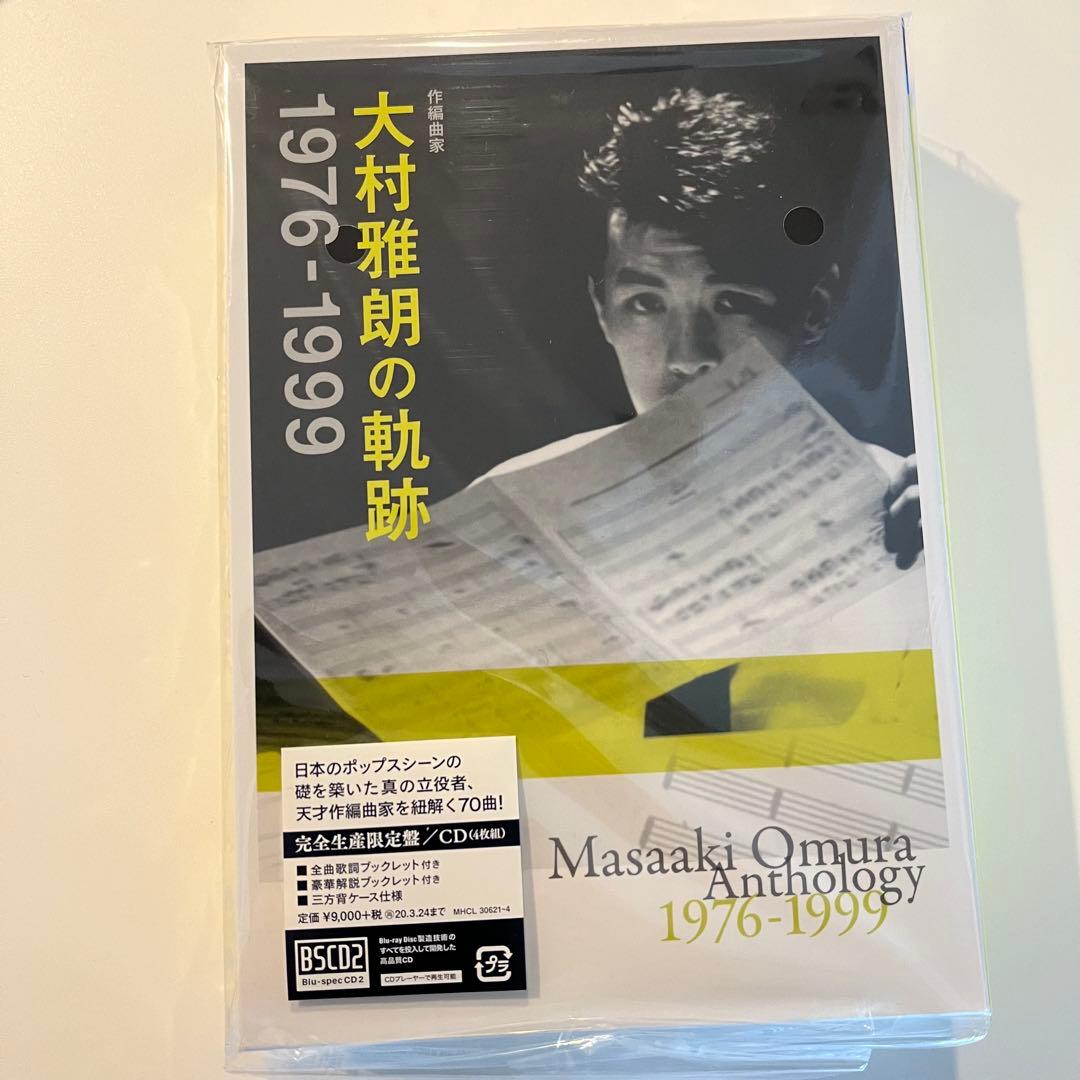 作編曲家
大村雅朗の軌跡
1976-1999
日本のポップスシーンの
礎を築いた真の立役者、
天才作編曲家を紐解く70曲!
完全生産限定盤/CD(4枚組)
■全曲歌詞ブックレット付き
■豪華解説ブックレット付き
■三方背ケース仕様
定価 ¥9,000+税 ㊢20.3.24まで MHCL 30621~4
BSCD2
Blu-spec CD 2
Blu-ray Disc製造技術の
すべてを投入して開発した
高品質CD
CDプレーヤーで再生可能
プラ
Masaaki Omura
Anthology
1976-1999